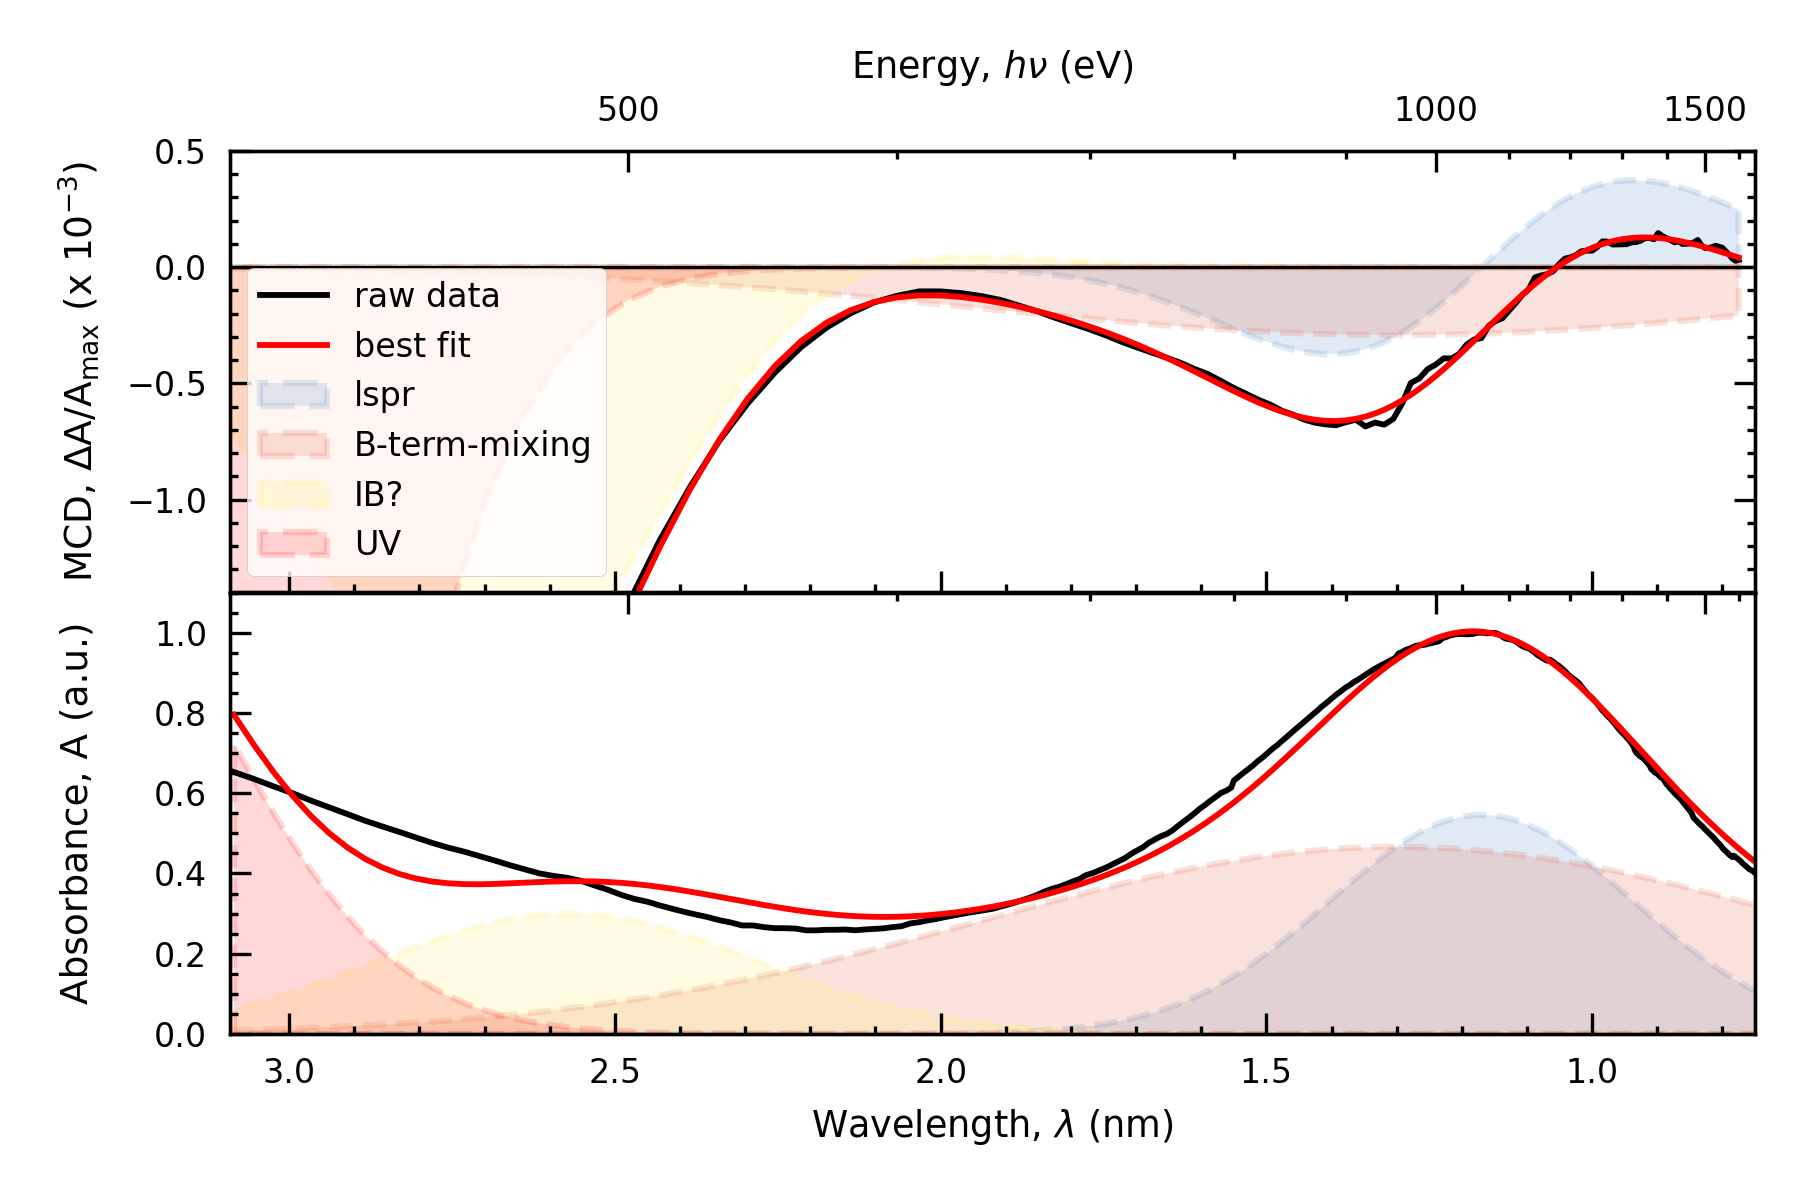 Energy, hν (eV)
500 1000 1500
MCD, ΔA/Amax (x 10⁻³)
0.5
0.0
−0.5
−1.0
raw data
best fit
lspr
B-term-mixing
IB?
UV
Absorbance, A (a.u.)
1.0
0.8
0.6
0.4
0.2
0.0
3.0 2.5 2.0 1.5 1.0
Wavelength, λ (nm)